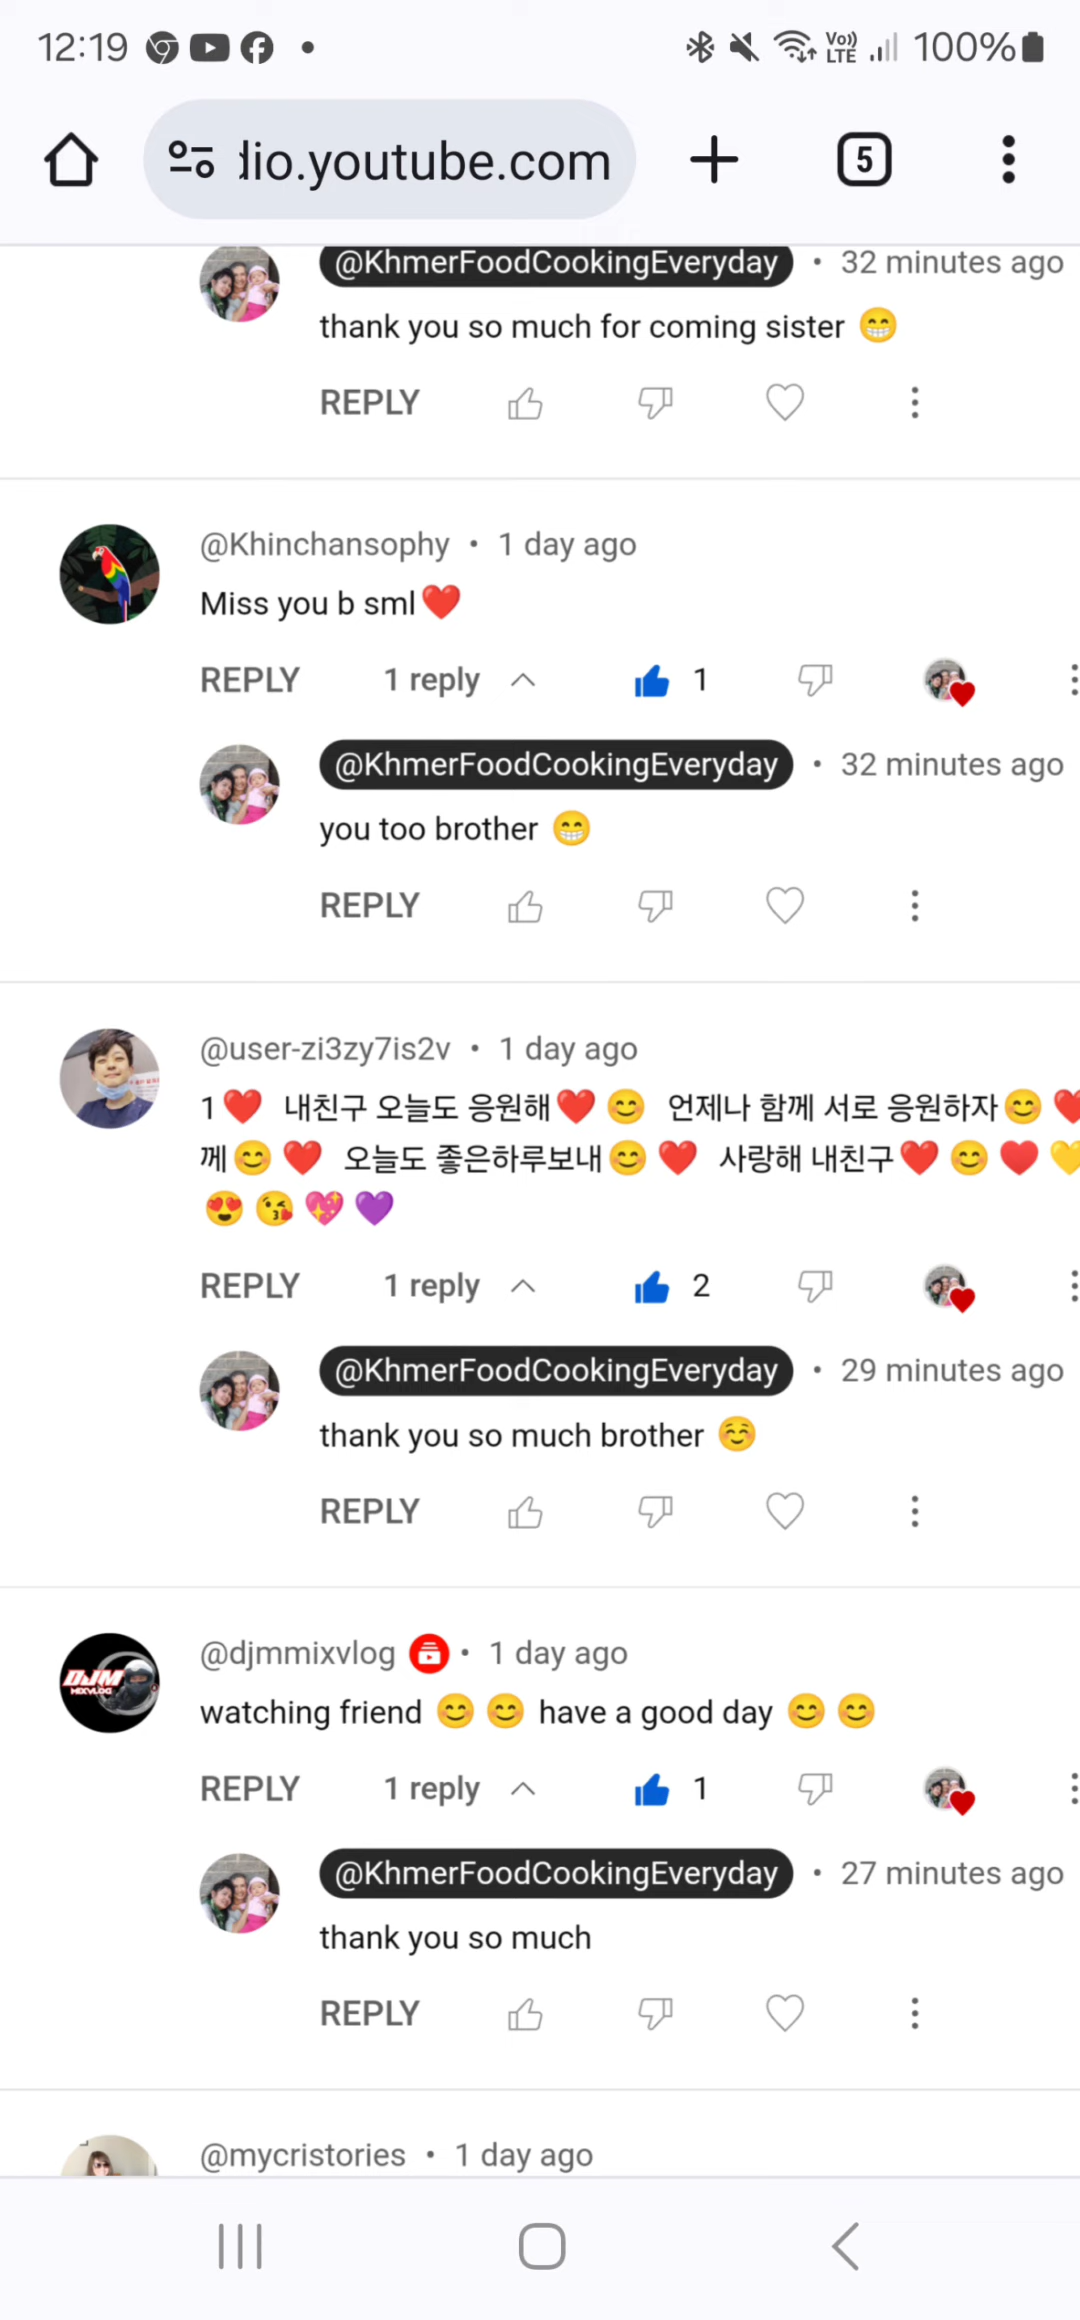 12:19
Vo)) LTE 100%
dio.youtube.com
5
@KhmerFoodCookingEveryday • 32 minutes ago
thank you so much for coming sister 😁
REPLY
@Khinchansophy • 1 day ago
Miss you b sml❤️
REPLY 1 reply 1
@KhmerFoodCookingEveryday • 32 minutes ago
you too brother 😁
REPLY
@user-zi3zy7is2v • 1 day ago
1❤️ 내친구 오늘도 응원해❤️😊 언제나 함께 서로 응원하자😊❤️
께😊❤️ 오늘도 좋은하루보내😊❤️ 사랑해 내친구❤️😊❤️💛
😍😘💖💜
REPLY 1 reply 2
@KhmerFoodCookingEveryday • 29 minutes ago
thank you so much brother ☺️
REPLY
DJM
MIXVLOG
@djmmixvlog • 1 day ago
watching friend 😊😊 have a good day 😊😊
REPLY 1 reply 1
@KhmerFoodCookingEveryday • 27 minutes ago
thank you so much
REPLY
@mycristories • 1 day ago